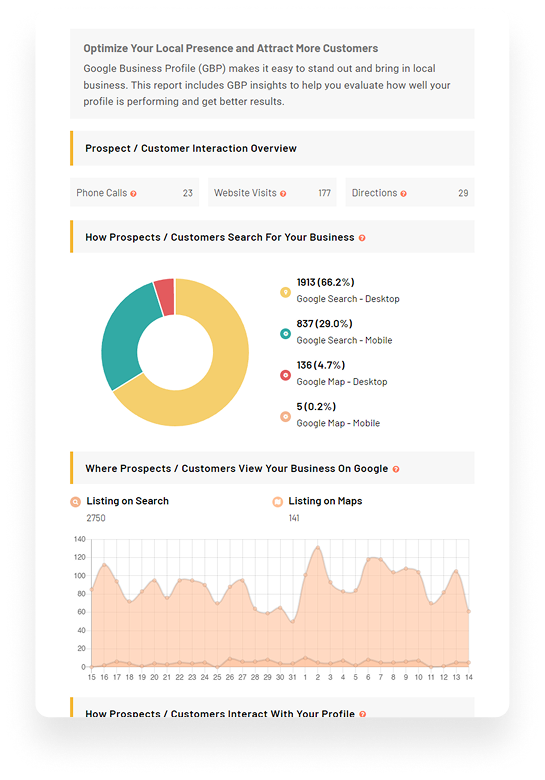 Optimize Your Local Presence and Attract More Customers
Google Business Profile (GBP) makes it easy to stand out and bring in local
business. This report includes GBP insights to help you evaluate how well your
profile is performing and get better results.
Prospect / Customer Interaction Overview
Phone Calls ? 23
Website Visits ? 177
Directions ? 29
How Prospects / Customers Search For Your Business ?
1913 (66.2%)
Google Search - Desktop
837 (29.0%)
Google Search - Mobile
136 (4.7%)
Google Map - Desktop
5 (0.2%)
Google Map - Mobile
Where Prospects / Customers View Your Business On Google ?
Listing on Search
2750
Listing on Maps
141
140
120
100
80
60
40
20
0
15 16 17 18 19 20 21 22 23 24 25 26 27 28 29 30 31 1 2 3 4 5 6 7 8 9 10 11 12 13 14
How Prospects / Customers Interact With Your Profile ?